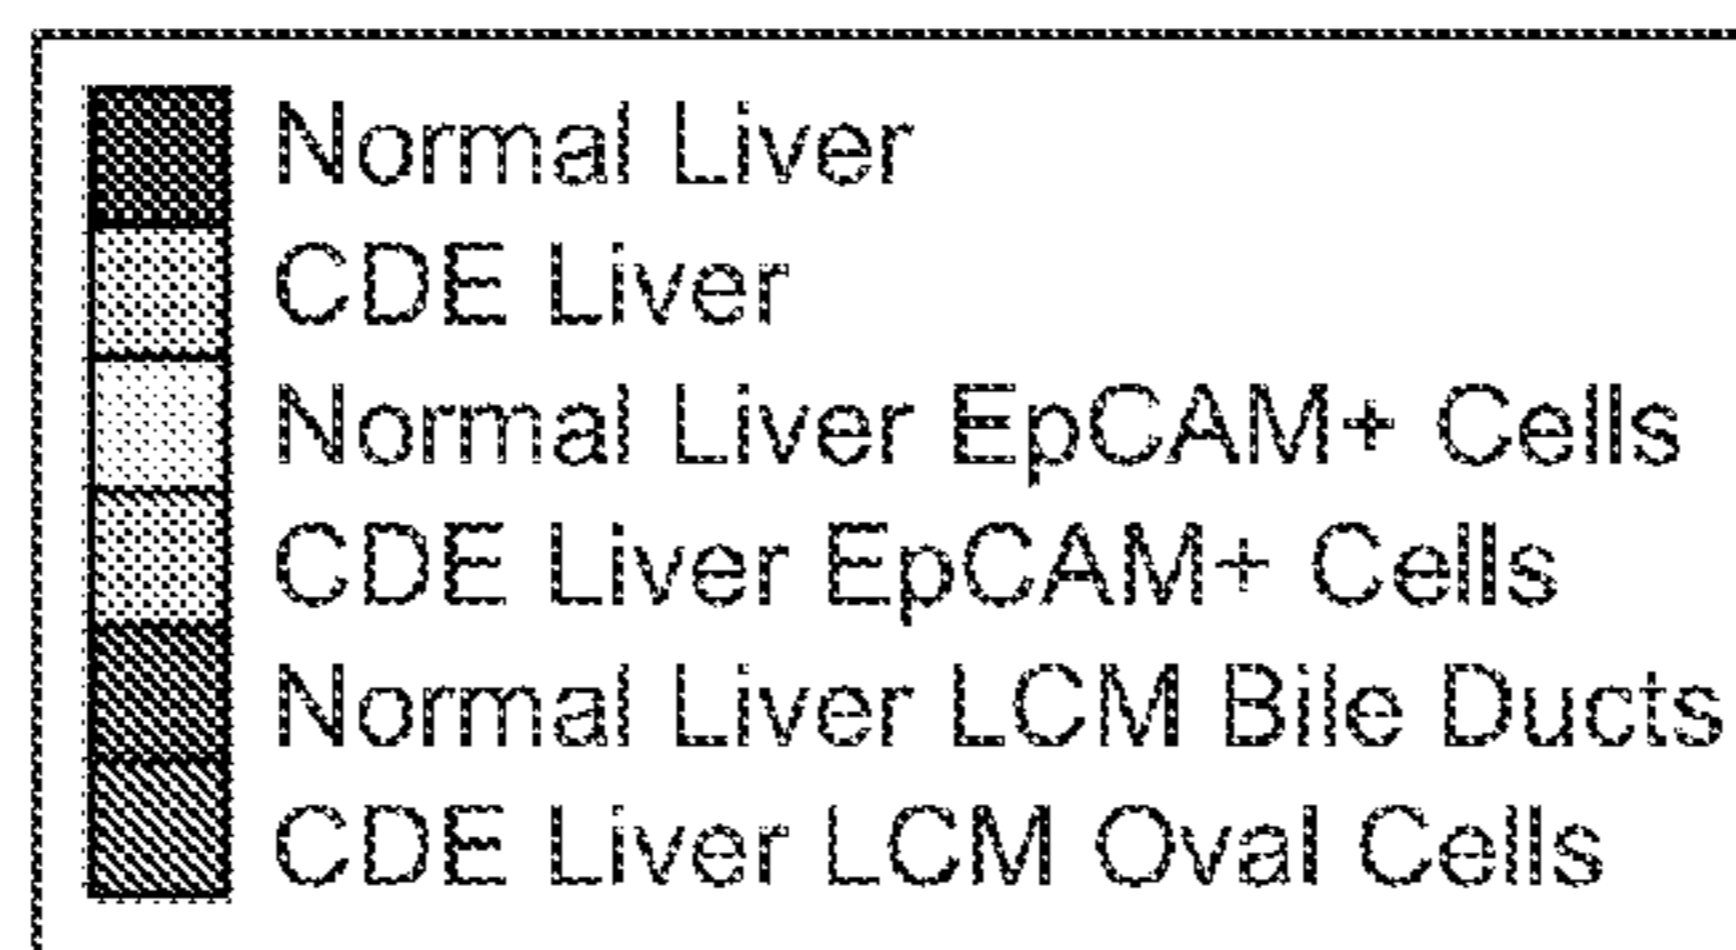 Normal Liver
CDE Liver
Normal Liver EpCAM+ Cells
CDE Liver EpCAM+ Cells
Normal Liver LCM Bile Ducts
CDE Liver LCM Oval Cells